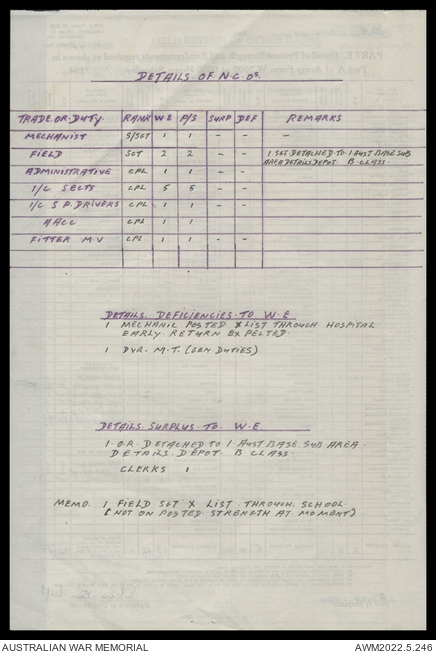 DETAILS. OF. N.C.Os.
TRADE. OR. DUTY. RANK W.E P/S SURP DEF REMARKS
MECHANIST S/SGT 1 1 - - -
FIELD SGT 2 2 - - 1 SGT DETACHED TO. 1 AUST BASE SUB
AREA DETAILS DEPOT. B. CLASS.
ADMINISTRATIVE CPL 1 1 - -
I/C SECTS CPL 5 5 - -
I/C S.P. DRIVERS CPL 1 1 - -
AACC CPL 1 1
FITTER M.V CPL 1 1 - -
DETAILS. DEFICIENCIES. TO. W.E
1 MECHANIC POSTED X LIST THROUGH HOSPITAL
EARLY. RETURN EXPECTED.
1 DVR. M.T. (GEN. DUTIES)
DETAILS. SURPLUS. TO. W.E
1. O.R. DETACHED TO 1 AUST BASE. SUB AREA.
DETAILS. DEPOT. B CLASS.
CLERKS 1
MEMO. 1 FIELD SGT X LIST. THROUGH. SCHOOL.
(NOT ON POSTED. STRENGTH AT. MOMENT)
AUSTRALIAN WAR MEMORIAL AWM2022.5.246